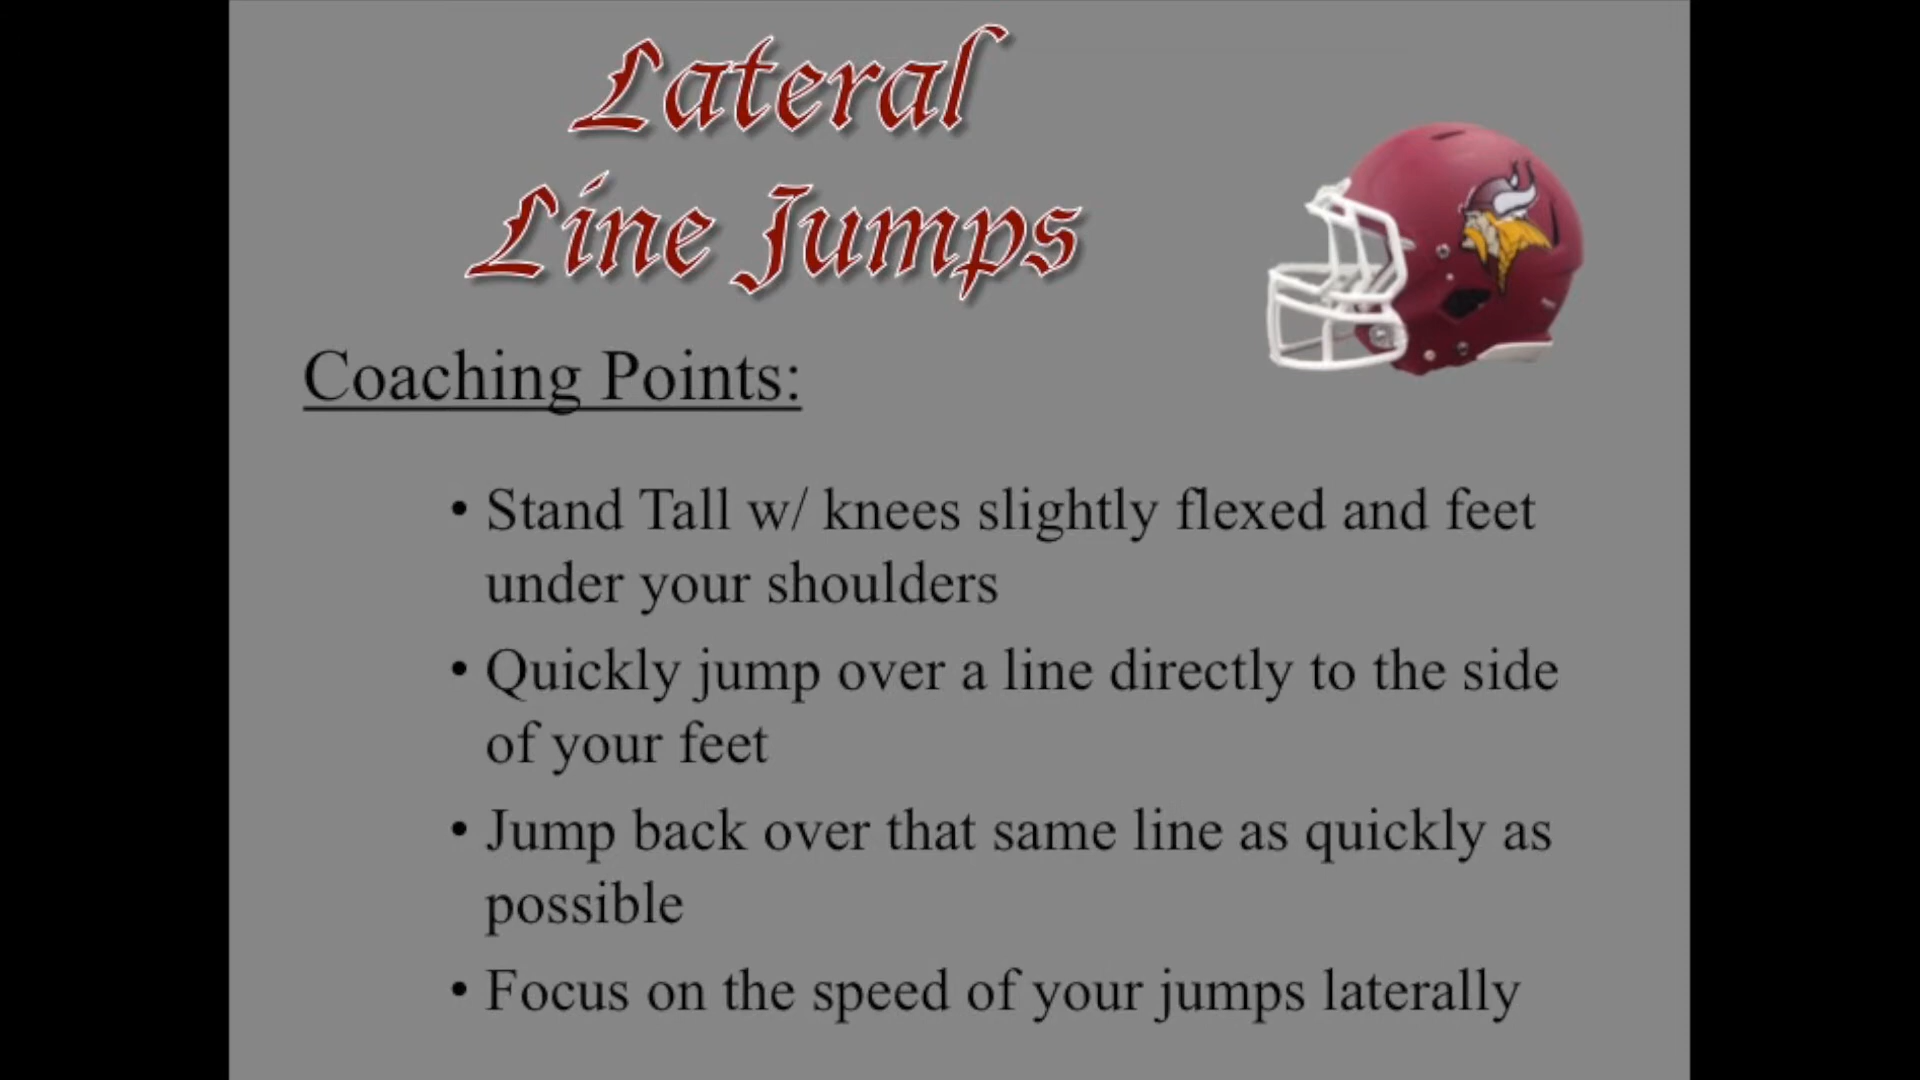 Lateral
Line Jumps
Coaching Points:
• Stand Tall w/ knees slightly flexed and feet
under your shoulders
• Quickly jump over a line directly to the side
of your feet
• Jump back over that same line as quickly as
possible
• Focus on the speed of your jumps laterally